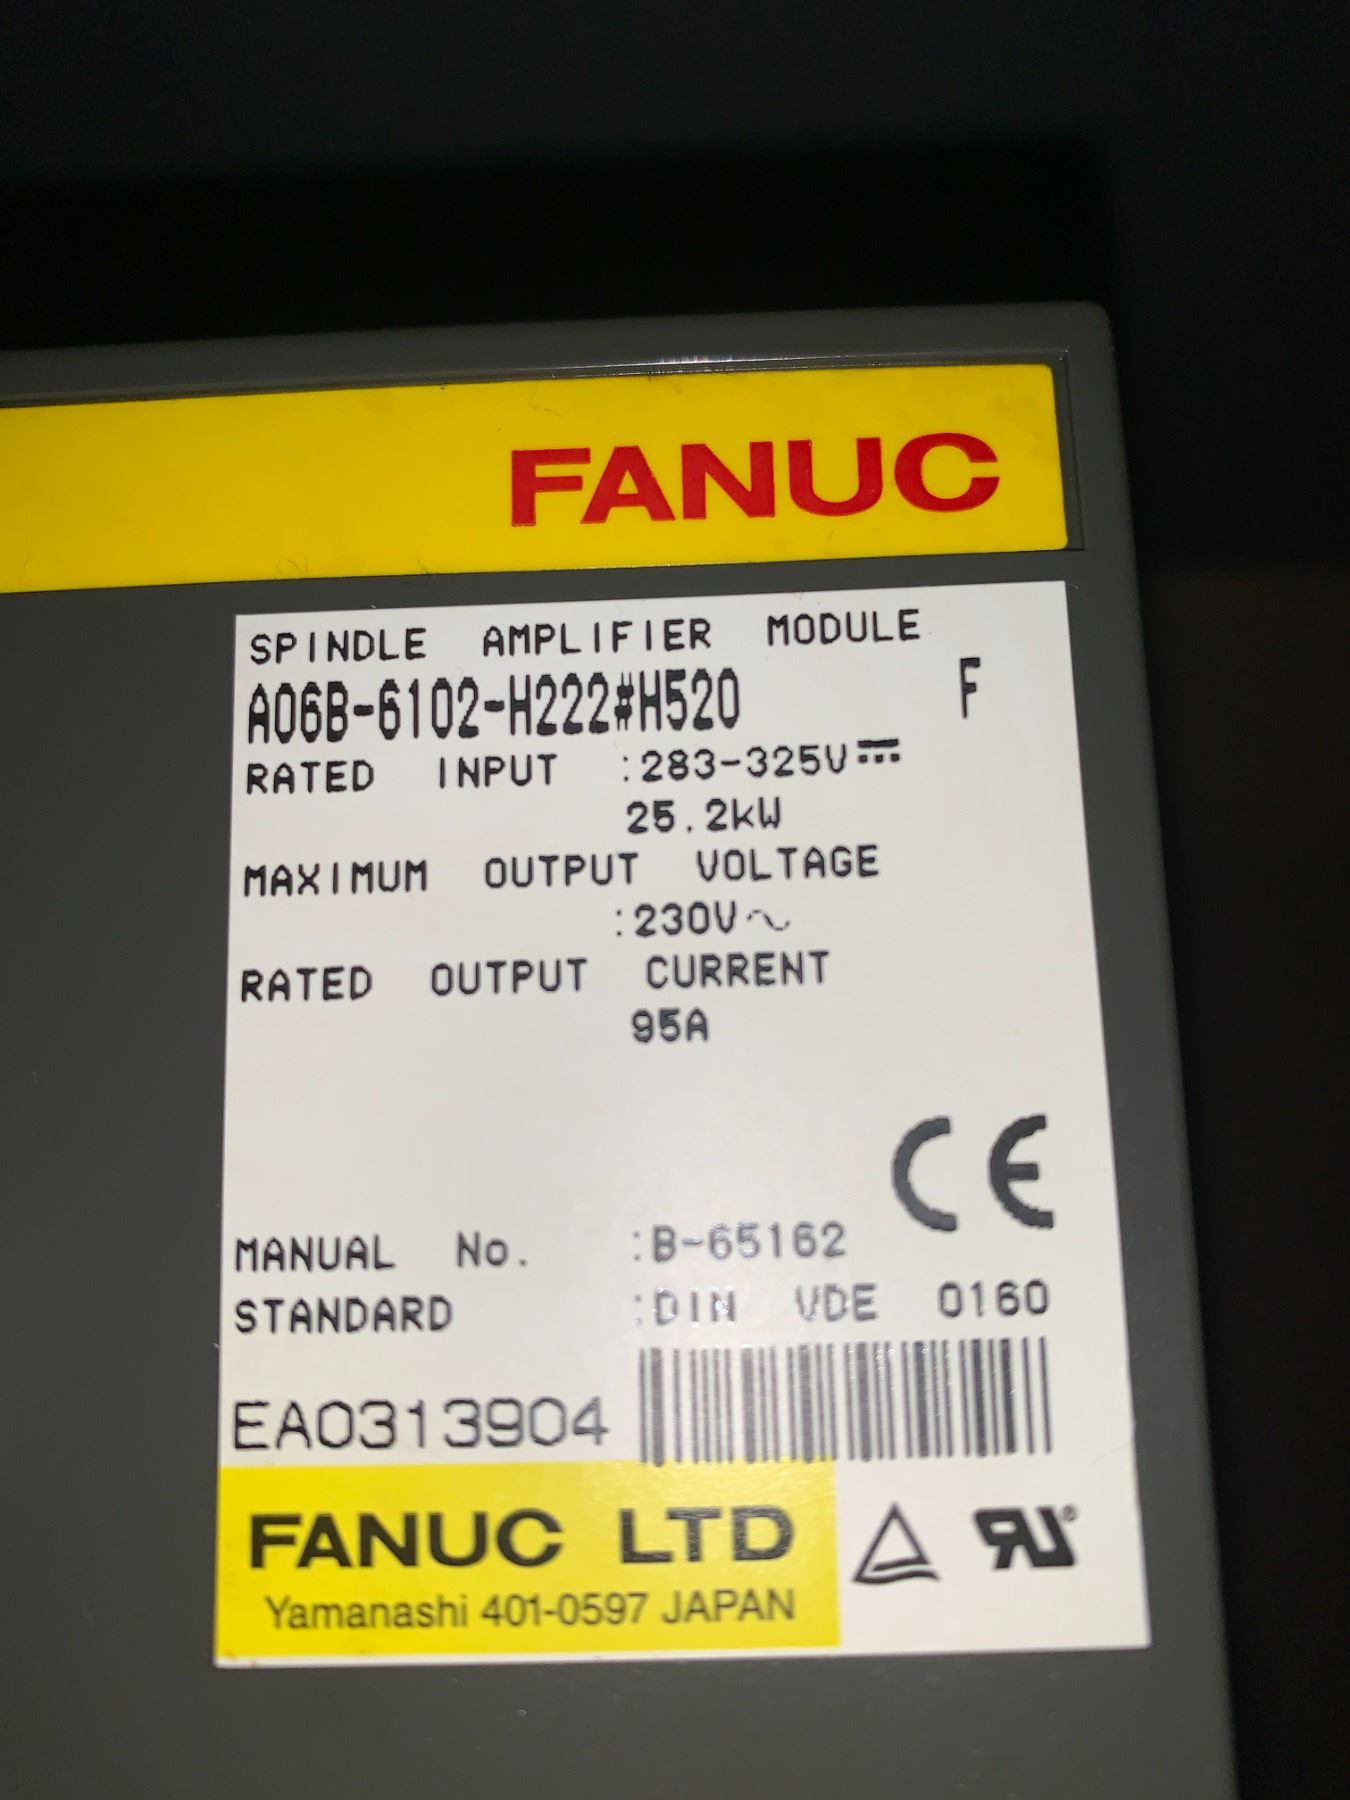 FANUC
SPINDLE AMPLIFIER MODULE
A06B-6102-H222#H520 F
RATED INPUT :283-325V⎓
25.2kW
MAXIMUM OUTPUT VOLTAGE
:230V～
RATED OUTPUT CURRENT
95A
CE
MANUAL No. :B-65162
STANDARD :DIN VDE 0160
EA0313904
FANUC LTD
Yamanashi 401-0597 JAPAN